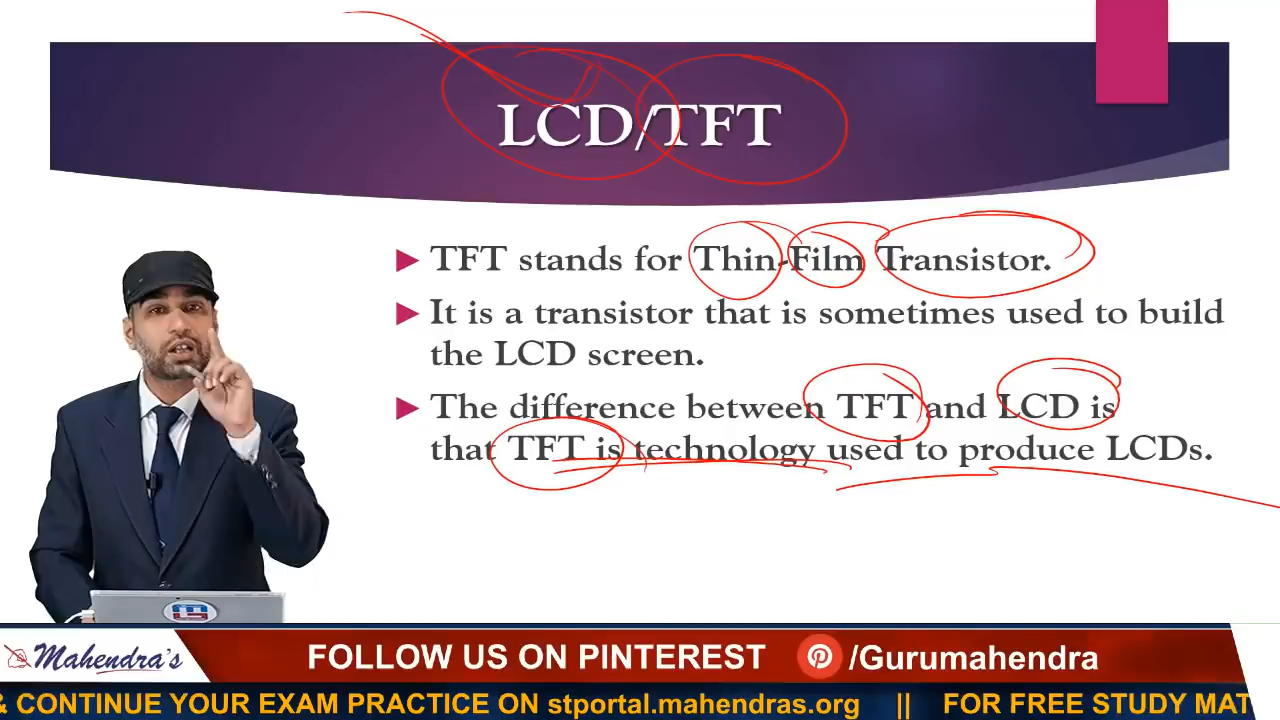 LCD/TFT
▶ TFT stands for Thin-Film Transistor.
▶ It is a transistor that is sometimes used to build
the LCD screen.
▶ The difference between TFT and LCD is
that TFT is technology used to produce LCDs.
Mahendra's
FOLLOW US ON PINTEREST
/Gurumahendra
& CONTINUE YOUR EXAM PRACTICE ON stportal.mahendras.org || FOR FREE STUDY MAT